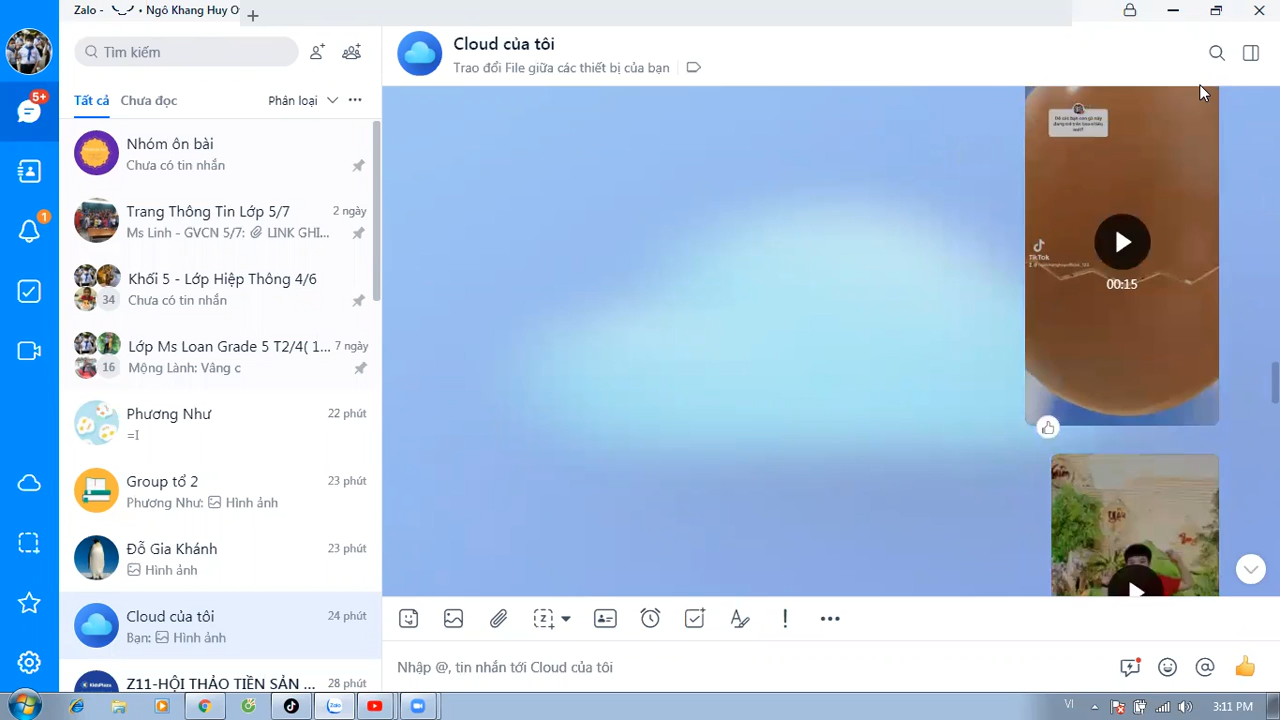 Zalo -
• Ngô Khang Huy
Tìm kiếm
Tất cả
Chưa đọc
Phân loại
5+
1
Nhóm ôn bài
Chưa có tin nhắn
Trang Thông Tin Lớp 5/7
2 ngày
Ms Linh - GVCN 5/7: LINK GHI...
Khối 5 - Lớp Hiệp Thông 4/6
Chưa có tin nhắn
34
Lớp Ms Loan Grade 5 T2/4( 1...
7 ngày
Mộng Lành: Vâng c
16
Phương Như
22 phút
=I
Group tổ 2
23 phút
Phương Như: Hình ảnh
Đỗ Gia Khánh
23 phút
Hình ảnh
Cloud của tôi
24 phút
Bạn: Hình ảnh
Z11-HỘI THẢO TIỀN SẢN ...
28 phút
Cloud của tôi
Trao đổi File giữa các thiết bị của bạn
TikTok
00:15
Nhập @, tin nhắn tới Cloud của tôi
VI
3:11 PM